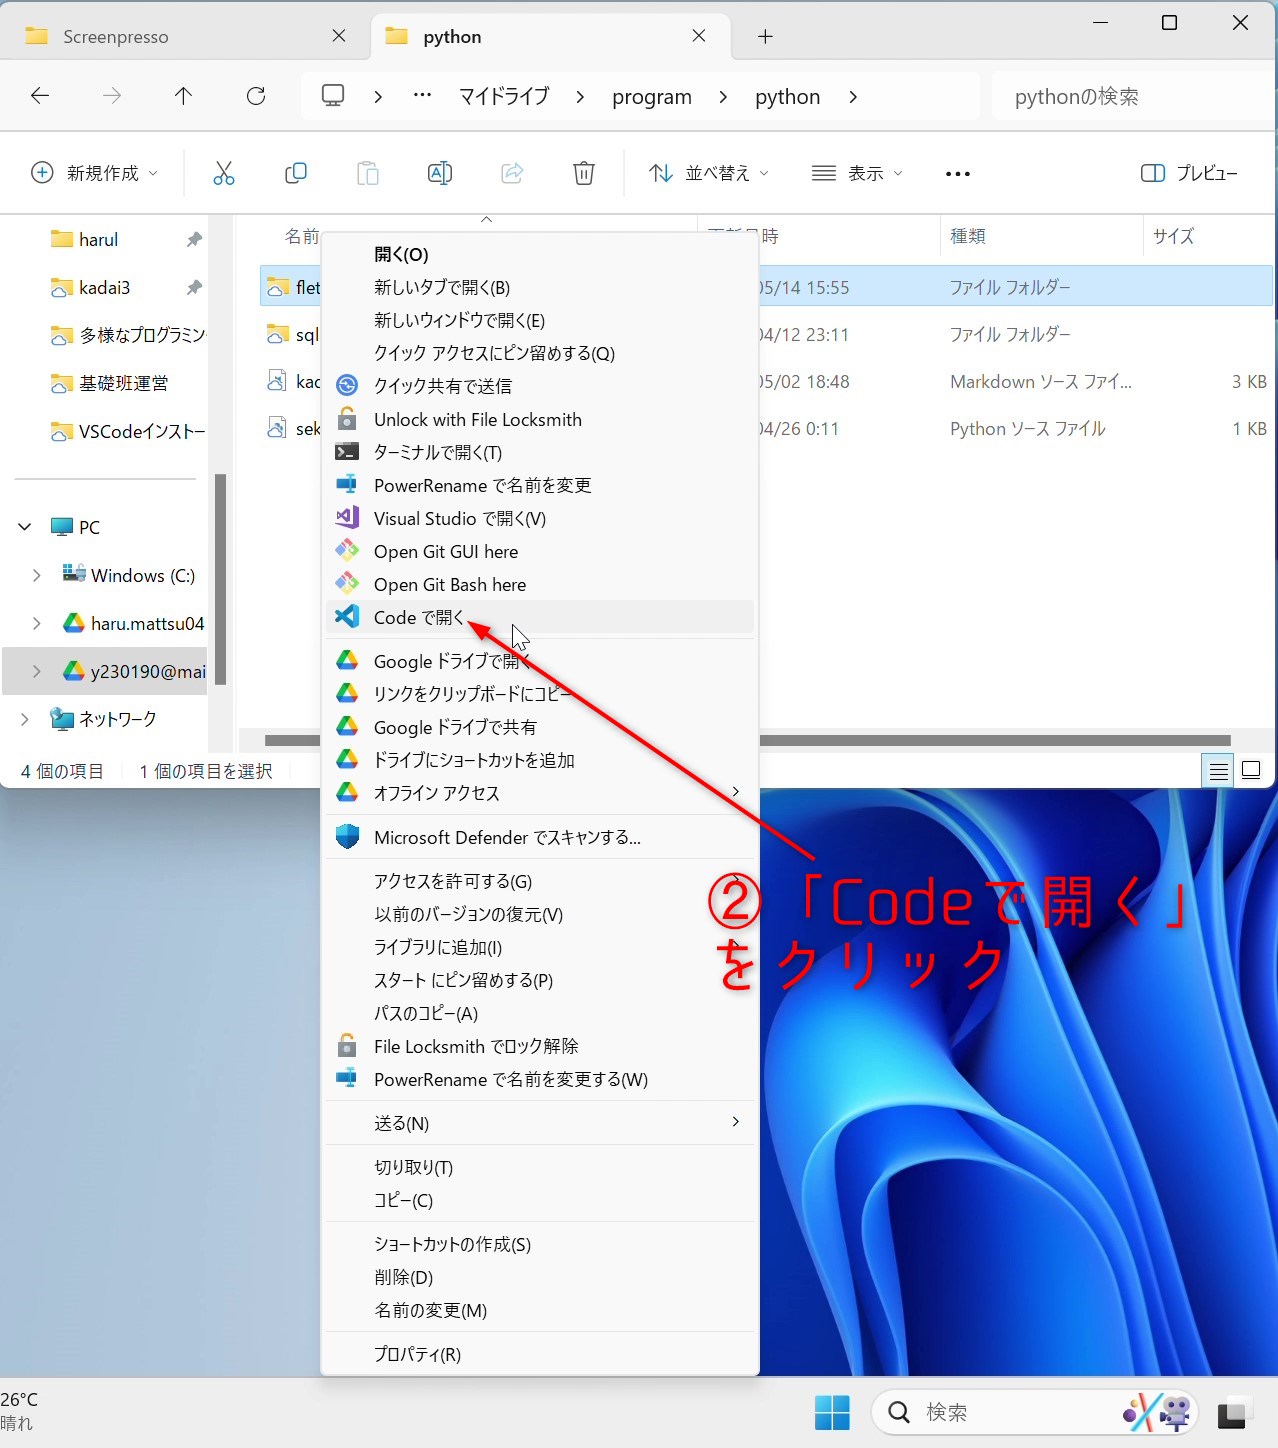 Screenpresso
python
マイドライブ
program
python
pythonの検索
新規作成
並べ替え
表示
プレビュー
名前
時
種類
サイズ
harul
kadai3
多様なプログラミン
基礎班運営
VSCodeインストー
PC
Windows (C:)
haru.mattsu04
y230190@mai
ネットワーク
flet
05/14 15:55
ファイル フォルダー
sql
04/12 23:11
ファイル フォルダー
kad
05/02 18:48
Markdown ソース ファイ...
3 KB
sek
04/26 0:11
Python ソース ファイル
1 KB
開く(O)
新しいタブで開く(B)
新しいウィンドウで開く(E)
クイック アクセスにピン留めする(Q)
クイック共有で送信
Unlock with File Locksmith
ターミナルで開く(T)
PowerRename で名前を変更
Visual Studio で開く(V)
Open Git GUI here
Open Git Bash here
Code で開く
Google ドライブで開く
リンクをクリップボードにコピー
Google ドライブで共有
ドライブにショートカットを追加
オフライン アクセス
Microsoft Defender でスキャンする...
アクセスを許可する(G)
以前のバージョンの復元(V)
ライブラリに追加(I)
スタート にピン留めする(P)
パスのコピー(A)
File Locksmith でロック解除
PowerRename で名前を変更する(W)
送る(N)
切り取り(T)
コピー(C)
ショートカットの作成(S)
削除(D)
名前の変更(M)
プロパティ(R)
②「Codeで開く」
をクリック
4 個の項目
1 個の項目を選択
26°C
晴れ
検索